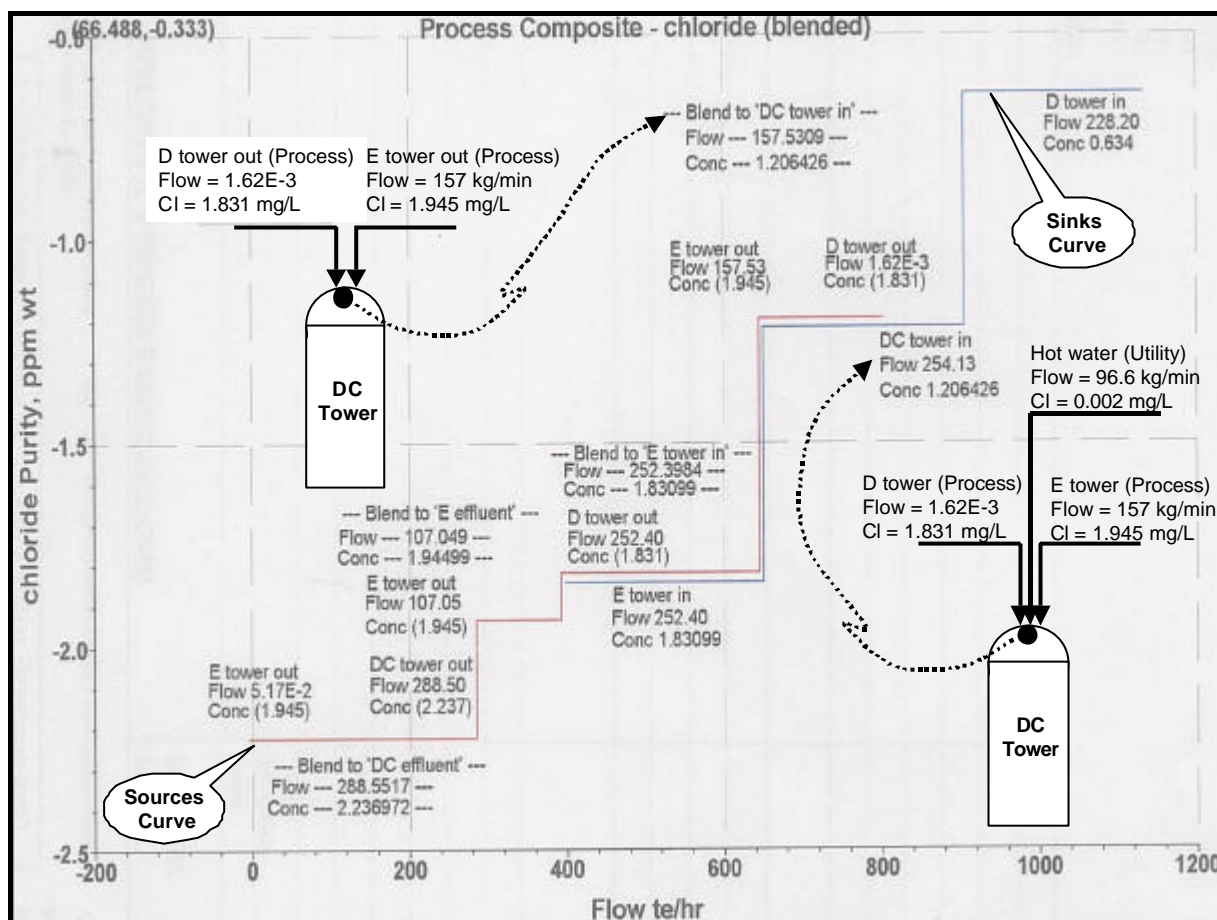 (66.488,-0.333)
Process Composite - chloride (blended)
-0.8
-1.0
-1.5
-2.0
-2.5
chloride Purity, ppm wt
-200
0
200
400
600
800
1000
1200
Flow te/hr
D tower out (Process)
Flow = 1.62E-3
Cl = 1.831 mg/L
E tower out (Process)
Flow = 157 kg/min
Cl = 1.945 mg/L
DC
Tower
--- Blend to 'DC tower in' ---
Flow --- 157.5309 ---
Conc --- 1.206426 ---
D tower in
Flow 228.20
Conc 0.634
Sinks
Curve
E tower out
Flow 157.53
Conc (1.945)
D tower out
Flow 1.62E-3
Conc (1.831)
DC tower in
Flow 254.13
Conc 1.206426
Hot water (Utility)
Flow = 96.6 kg/min
Cl = 0.002 mg/L
D tower (Process)
Flow = 1.62E-3
Cl = 1.831 mg/L
E tower (Process)
Flow = 157 kg/min
Cl = 1.945 mg/L
DC
Tower
--- Blend to 'E tower in' ---
Flow --- 252.3984 ---
Conc --- 1.83099 ---
D tower out
Flow 252.40
Conc (1.831)
E tower in
Flow 252.40
Conc 1.83099
--- Blend to 'E effluent' ---
Flow --- 107.049 ---
Conc --- 1.94499 ---
E tower out
Flow 107.05
Conc (1.945)
E tower out
Flow 5.17E-2
Conc (1.945)
DC tower out
Flow 288.50
Conc (2.237)
--- Blend to 'DC effluent' ---
Flow --- 288.5517 ---
Conc --- 2.236972 ---
Sources
Curve